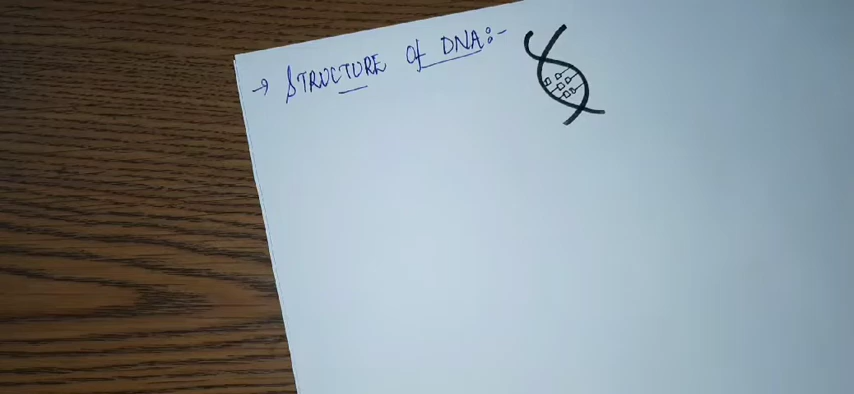 → STRUCTURE Of DNA:-